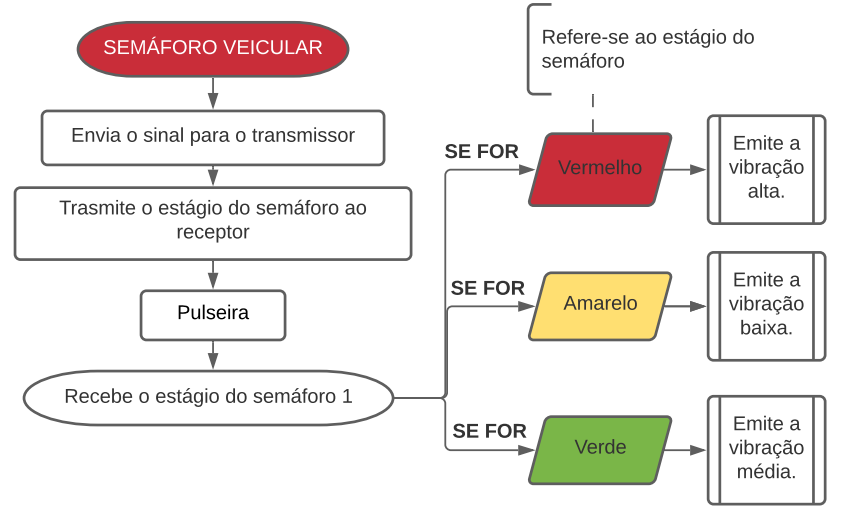 SEMÁFORO VEICULAR
Envia o sinal para o transmissor
Trasmite o estágio do semáforo ao
receptor
Pulseira
Recebe o estágio do semáforo 1
Refere-se ao estágio do
semáforo
SE FOR
Vermelho
Emite a
vibração
alta.
SE FOR
Amarelo
Emite a
vibração
baixa.
SE FOR
Verde
Emite a
vibração
média.